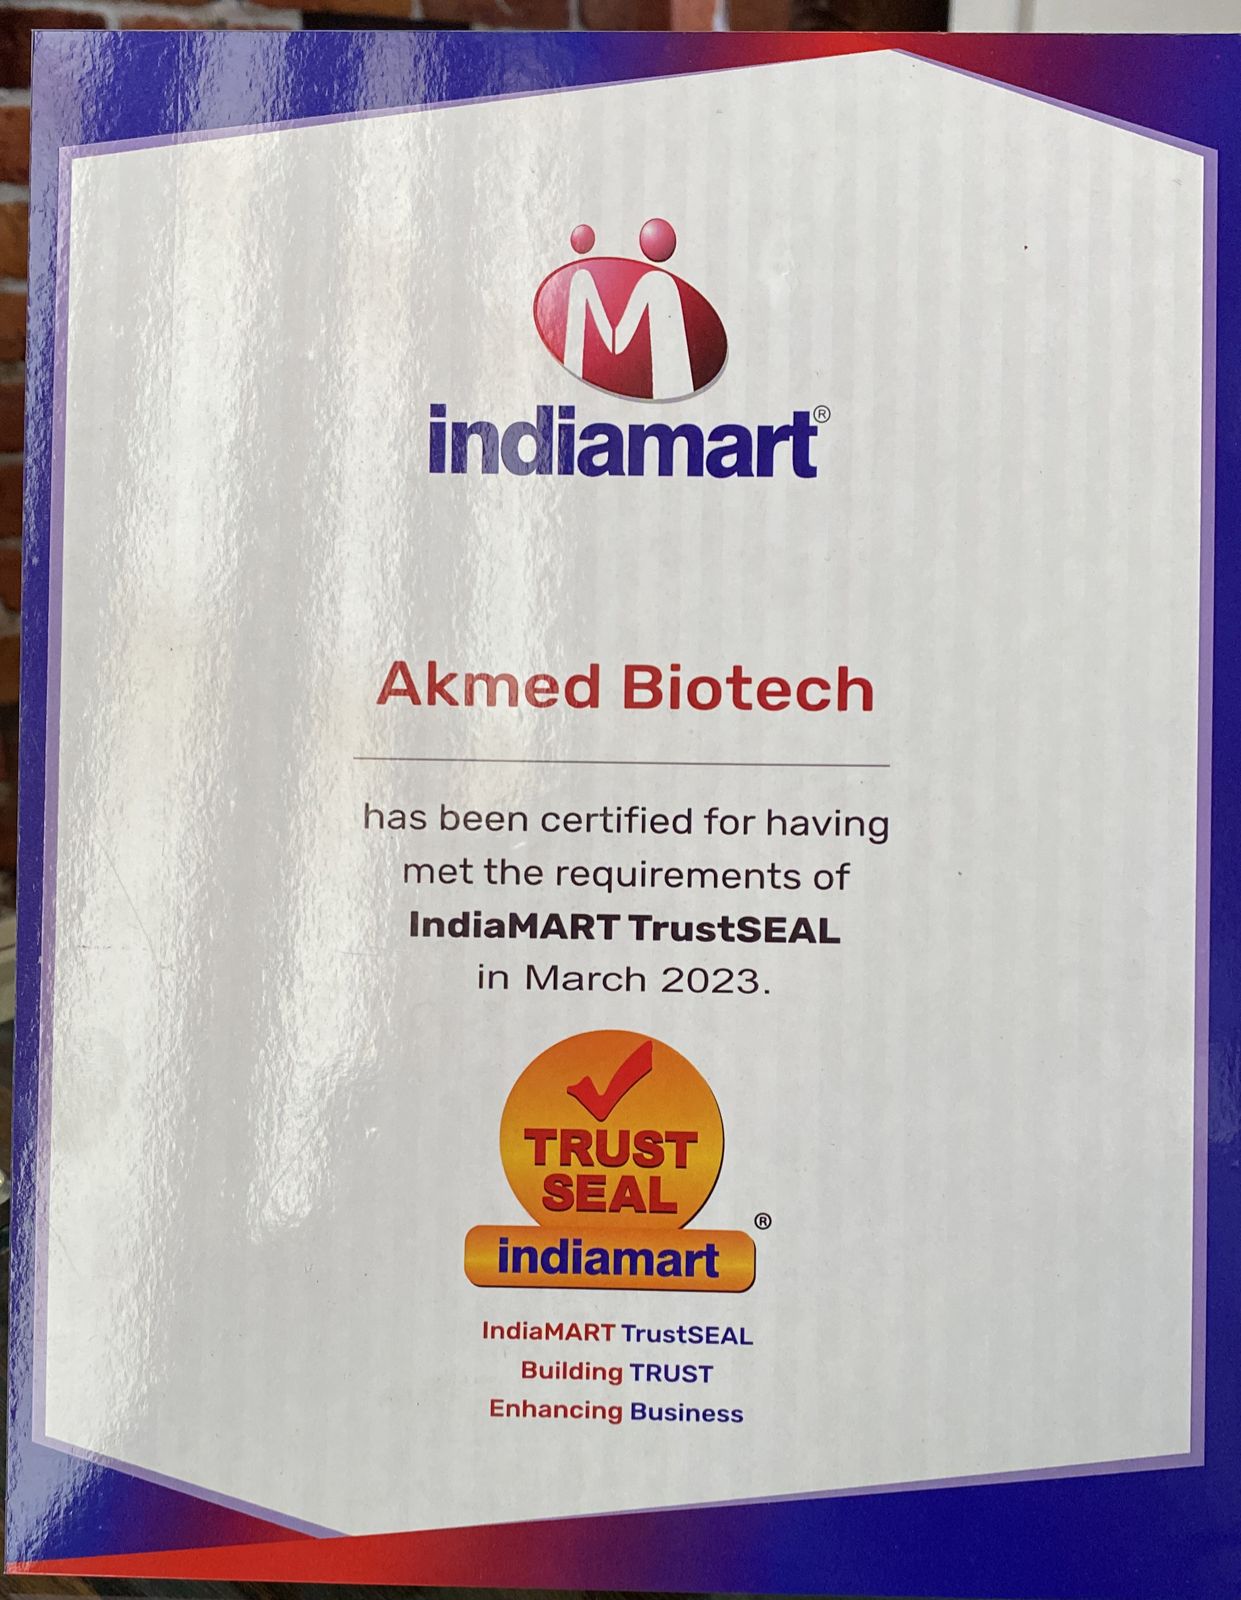 indiamart®
Akmed Biotech
has been certified for having
met the requirements of
IndiaMART TrustSEAL
in March 2023.
TRUST
SEAL
®
indiamart
IndiaMART TrustSEAL
Building TRUST
Enhancing Business